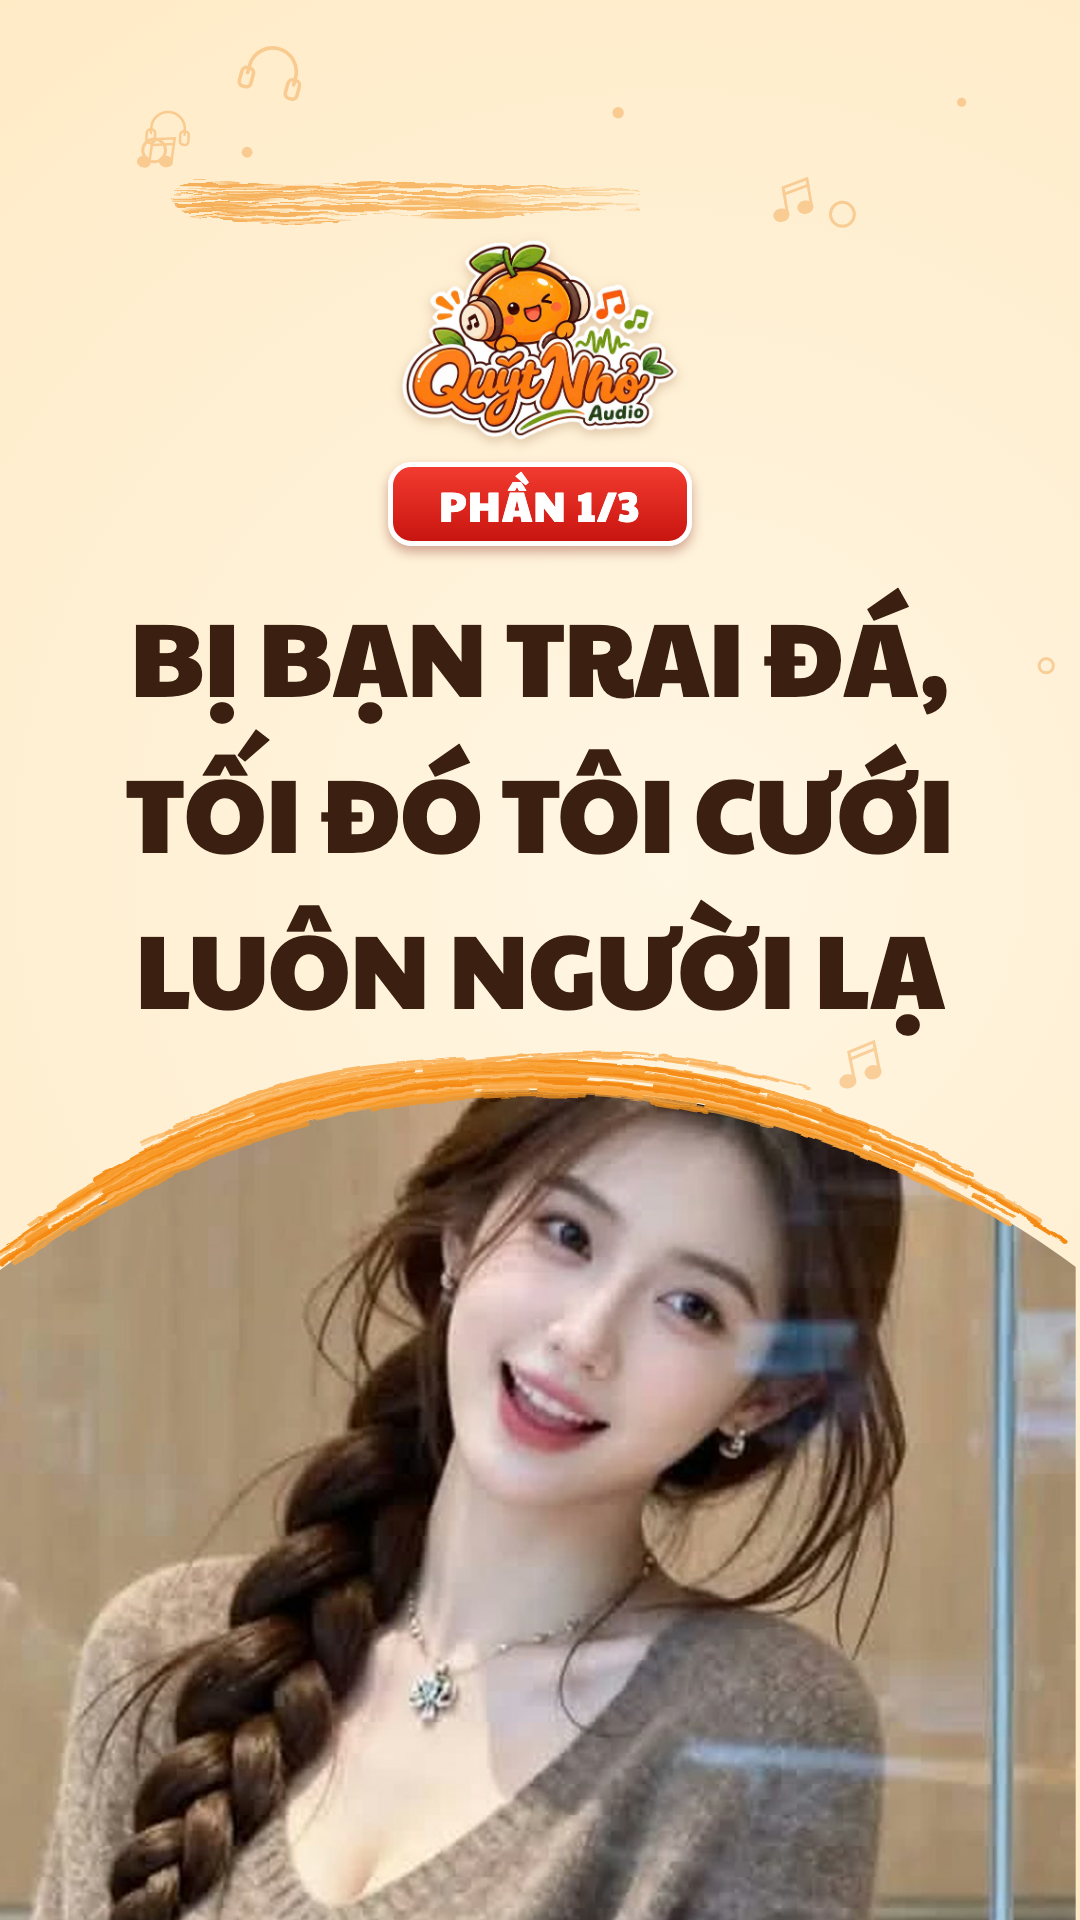 Quýt Nhỏ
Audio
PHẦN 1/3
BỊ BẠN TRAI ĐÁ,
TỐI ĐÓ TÔI CƯỚI
LUÔN NGƯỜI LẠ